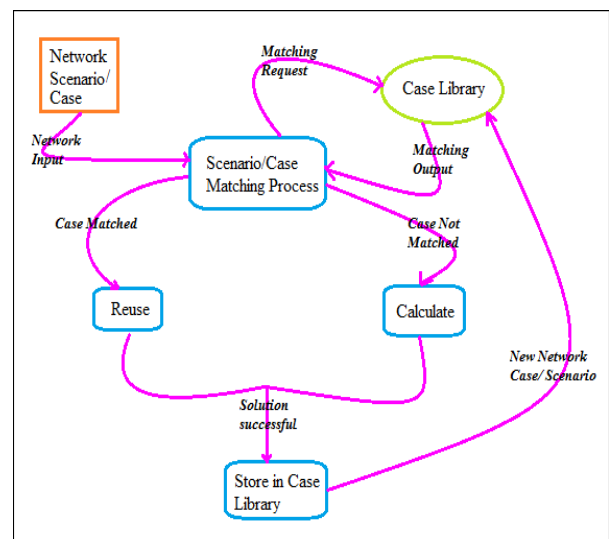 Network
Scenario/
Case
Matching
Request
Case Library
Network
Input
Scenario/Case
Matching Process
Matching
Output
Case Matched
Case Not
Matched
Reuse
Calculate
New Network
Case/ Scenario
Solution
successful
Store in Case
Library